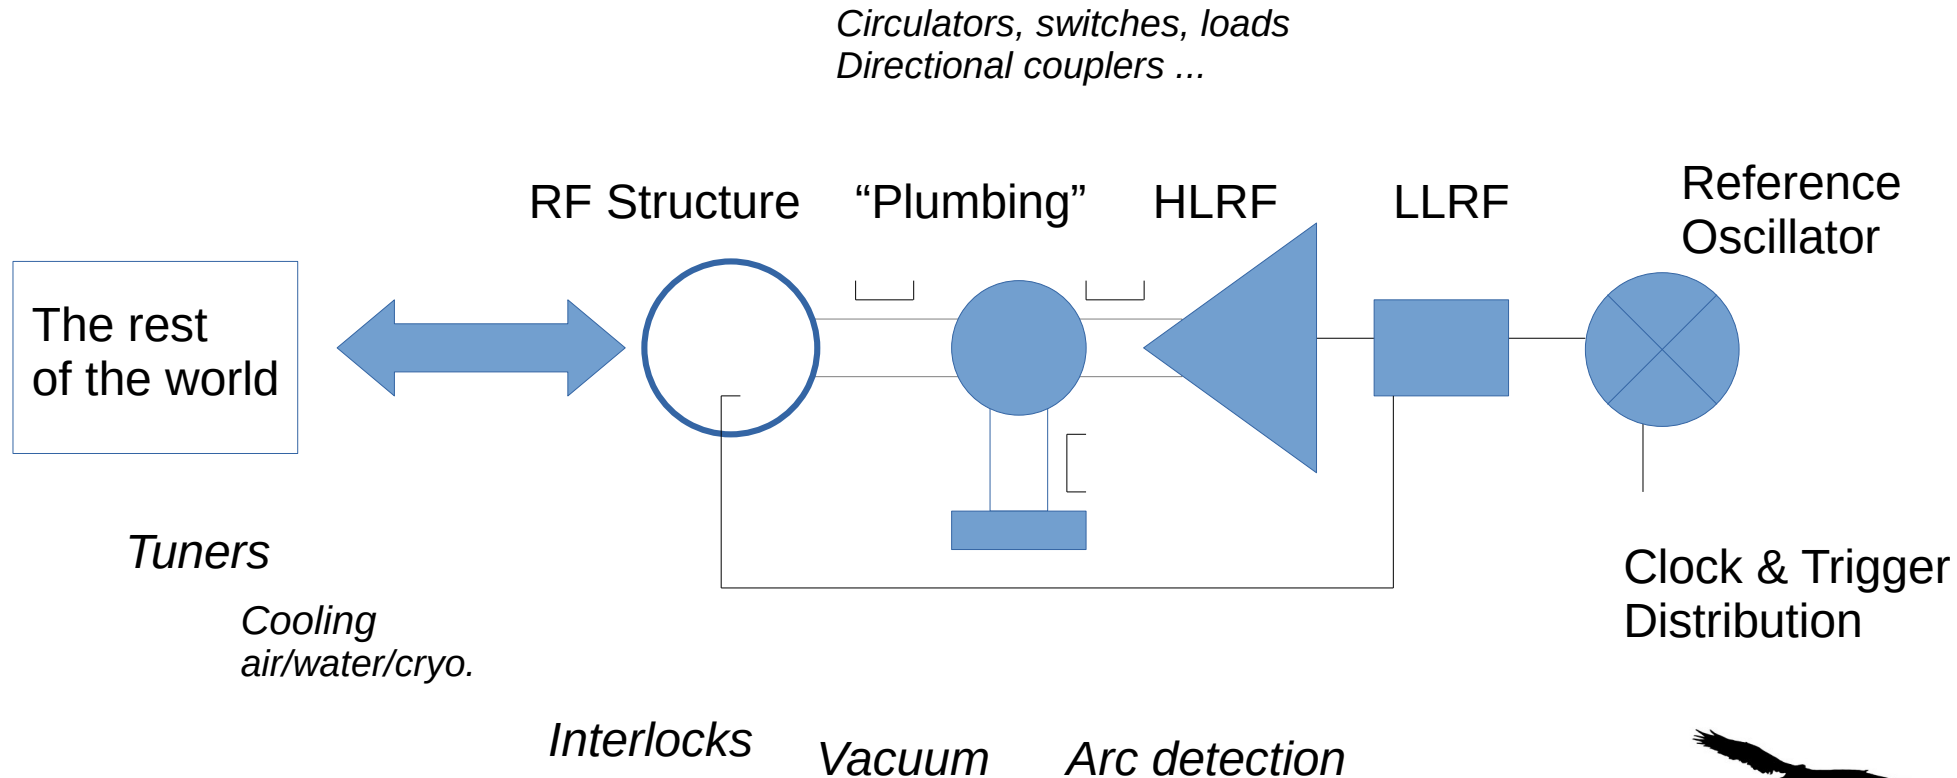 Circulators, switches, loads
Directional couplers ...
RF Structure
“Plumbing”
HLRF
LLRF
Reference
Oscillator
The rest
of the world
Tuners
Cooling
air/water/cryo.
Clock & Trigger
Distribution
Interlocks
Vacuum
Arc detection